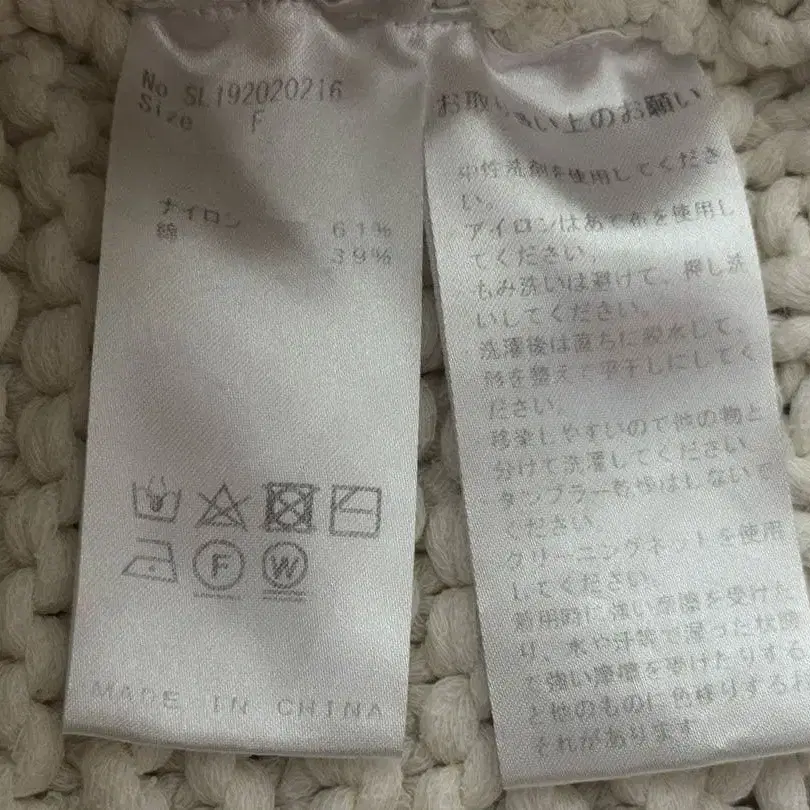 No SL192020216
Size F
ナイロン 61%
綿 39%
F W
MADE IN CHINA
お取り扱い上のお願い
中性洗剤を使用してくださ
い。
アイロンはあて布を使用し
てください。
もみ洗いは避けて、押し洗
いしてください。
洗濯後は直ちに脱水して、
形を整えて平干しにしてく
ださい。
移染しやすいので他の物と
分けて洗濯してください。
タンブラー乾燥はしないで
ください。
クリーニングネットを使用
してください。
着用時に強い摩擦を受けた
り、水や汗等で湿った状態
で強い摩擦を受けたりする
と他のものに色移りするお
それがあります